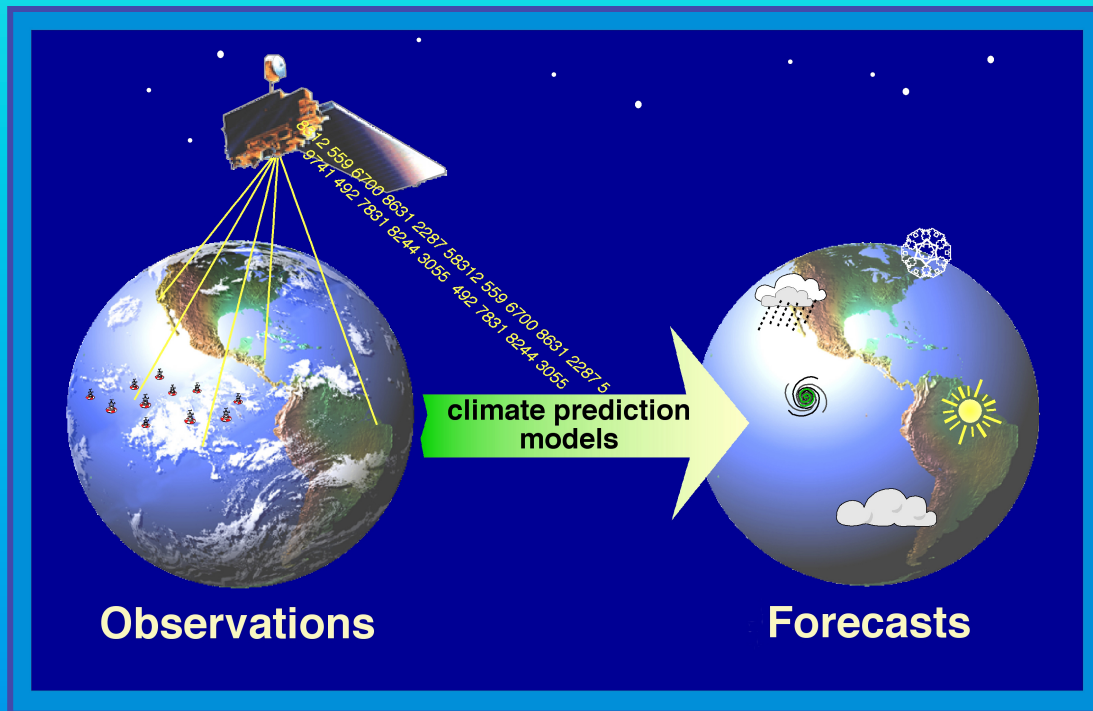 8312 559 6700 8631 2287 58312 559 6700 8631 2287 5
9741 492 7831 8244 3055 492 7831 8244 3055
climate prediction
models
Observations
Forecasts